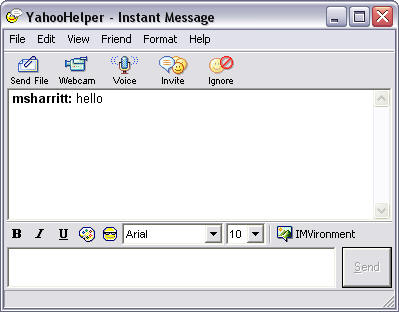 YahooHelper - Instant Message
File Edit View Friend Format Help
Send File Webcam Voice Invite Ignore
msharritt: hello
B I U Arial 10 IMVironment
Send